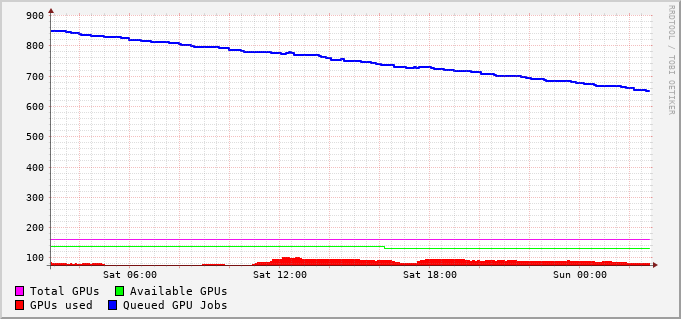 900
800
700
600
500
400
300
200
100
Sat 06:00 Sat 12:00 Sat 18:00 Sun 00:00
Total GPUs Available GPUs
GPUs used Queued GPU Jobs
RRDTOOL / TOBI OETIKER